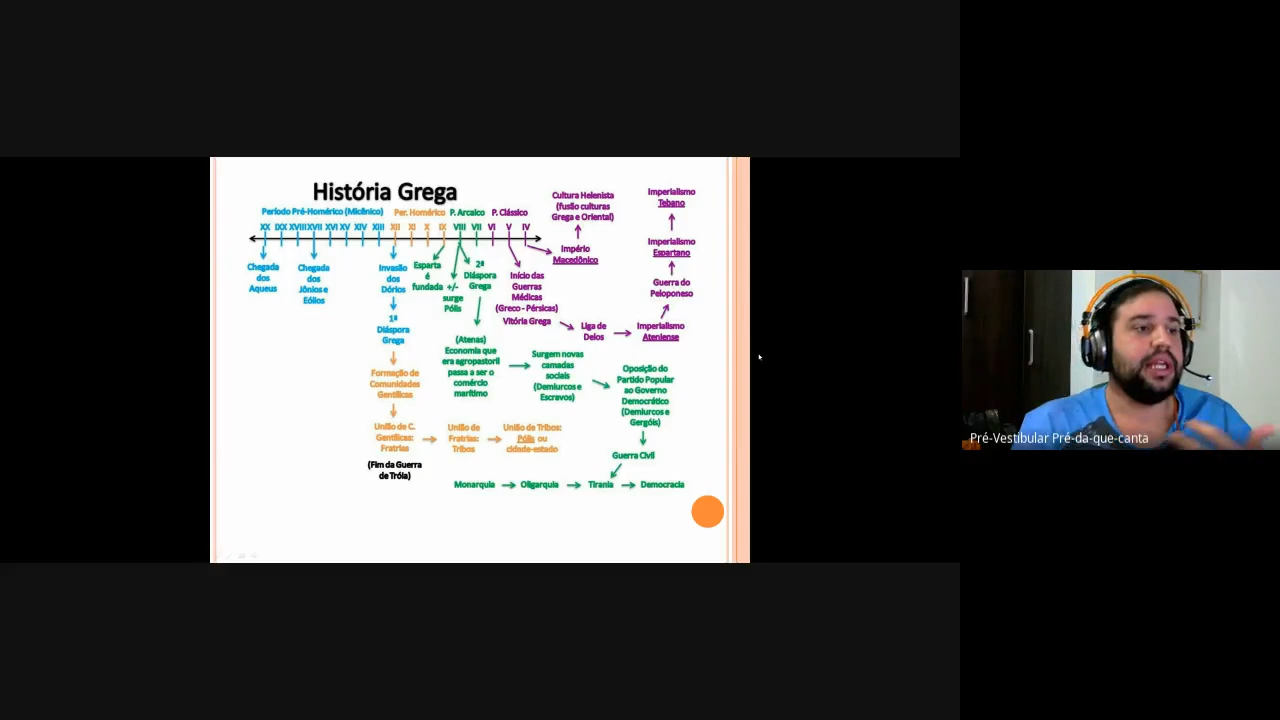 História Grega
Período Pré-Homérico (Micênico) Per. Homérico P. Arcaico P. Clássico
XX IXX XVIII XVII XVI XV XIV XIII XII XI X IX VIII VII VI V IV
Chegada
dos
Aqueus
Chegada
dos
Jônios e
Eólios
Invasão
dos
Dórios
1ª
Diáspora
Grega
Formação de
Comunidades
Gentílicas
União de C.
Gentílicas:
Fratrias
(Fim da Guerra
de Tróia)
União de
Fratrias:
Tribos
União de Tribos:
Pólis ou
cidade-estado
Esparta
é
fundada
+/-
surge
Pólis
2ª
Diáspora
Grega
(Atenas)
Economia que
era agropastoril
passa a ser o
comércio
marítimo
Surgem novas
camadas
sociais
(Demiurcos e
Escravos)
Oposição do
Partido Popular
ao Governo
Democrático
(Demiurcos e
Gergóis)
Guerra Civil
Monarquia Oligarquia Tirania Democracia
Início das
Guerras
Médicas
(Greco - Pérsicas)
Vitória Grega
Liga de
Delos
Imperialismo
Ateniense
Guerra do
Peloponeso
Imperialismo
Espartano
Imperialismo
Tebano
Império
Macedônico
Cultura Helenista
(fusão culturas
Grega e Oriental)
Pré-Vestibular Pré-da-que-canta